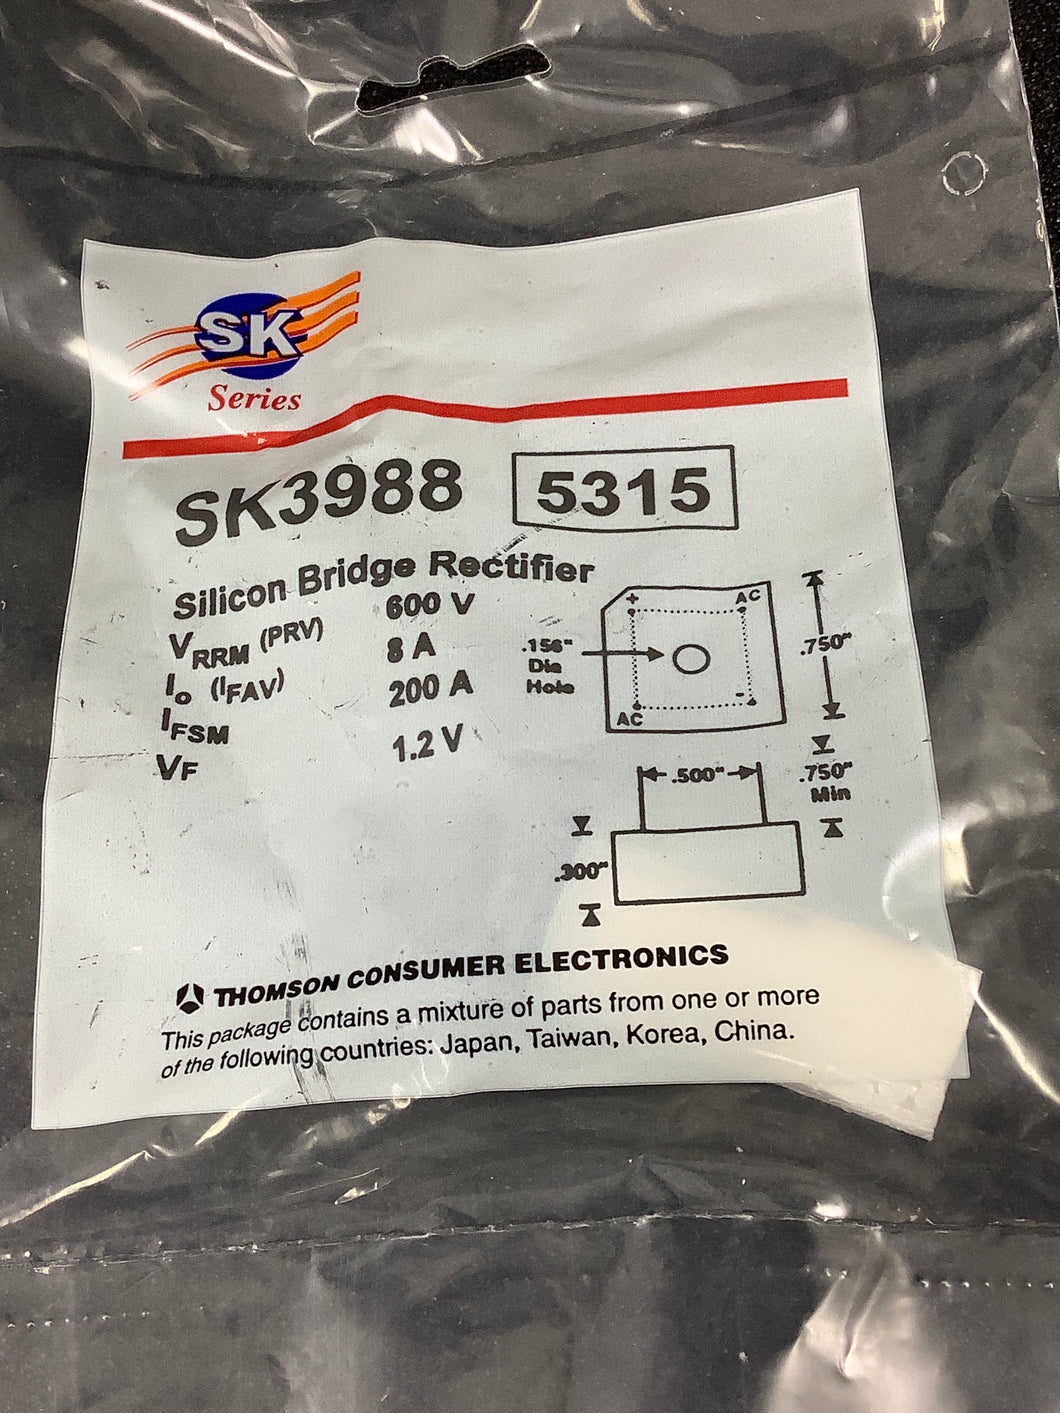 SK
Series
SK3988 5315
Silicon Bridge Rectifier
VRRM (PRV) 600 V
Io (IFAV) 8 A
IFSM 200 A
VF 1.2 V
+ AC
.156"
Dia
Hole
AC -
.750"
.500"
.750"
Min
.300"
THOMSON CONSUMER ELECTRONICS
This package contains a mixture of parts from one or more
of the following countries: Japan, Taiwan, Korea, China.